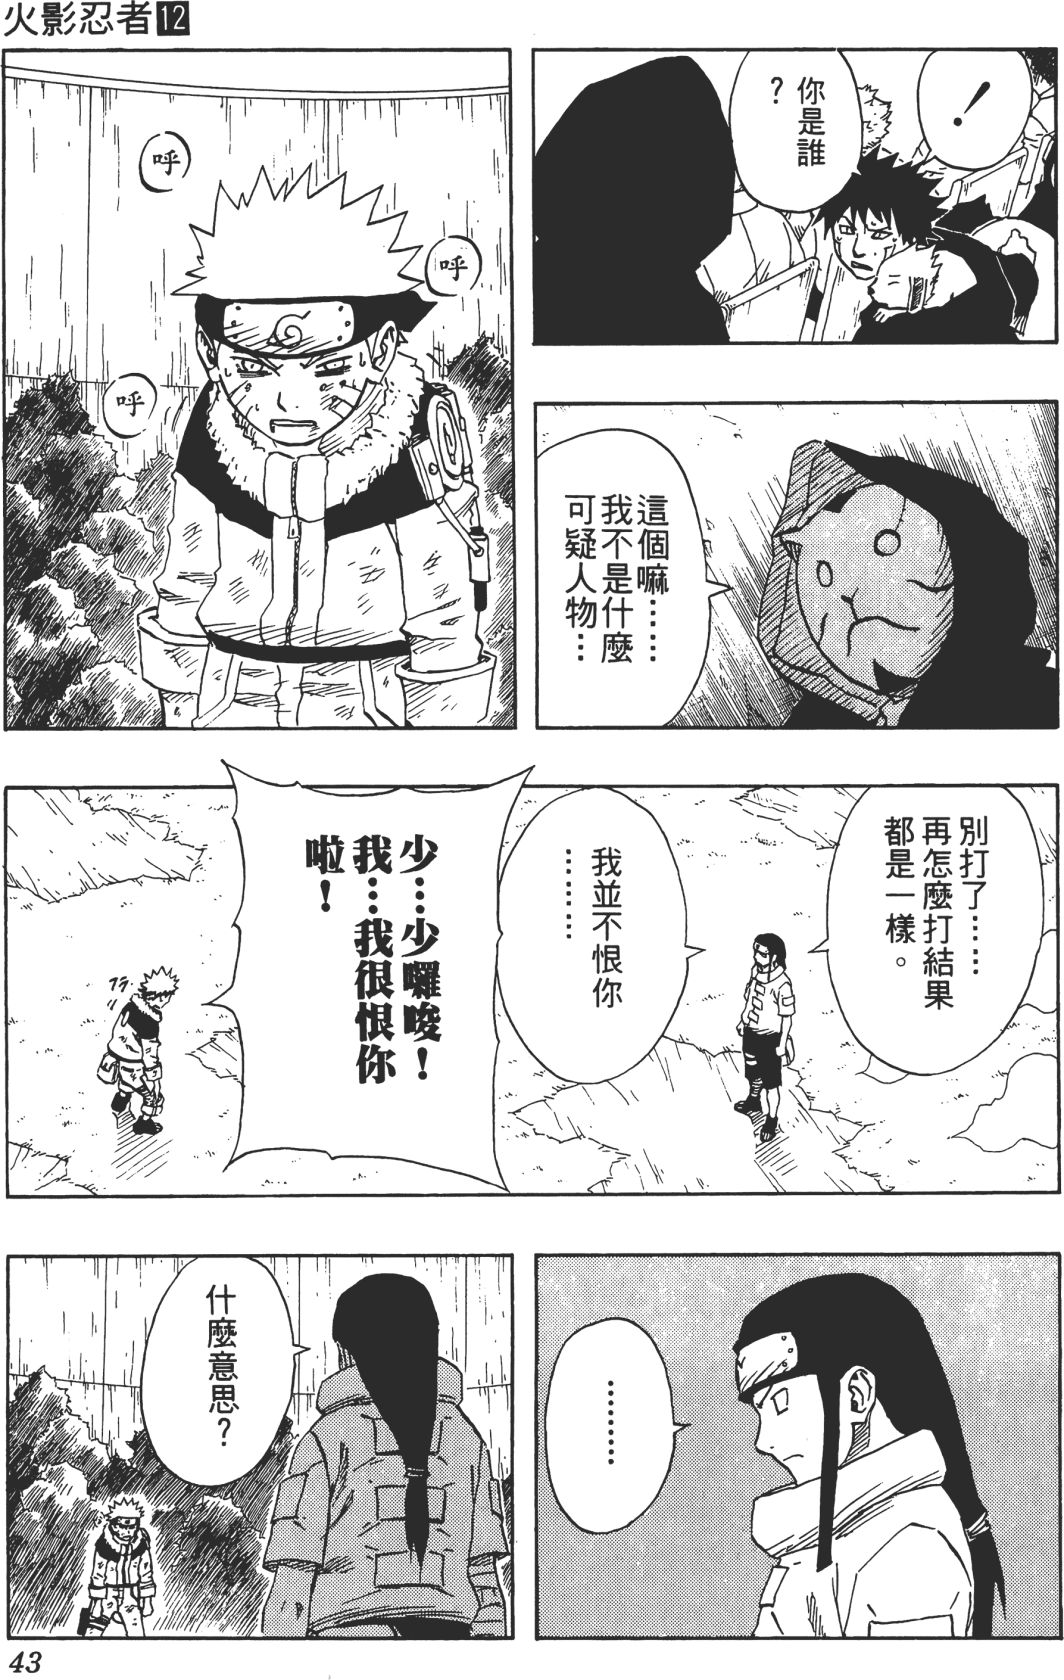 火影忍者12
！
你是誰
？
這個嘛……
我不是什麼
可疑人物…
呼
呼
呼
別打了……
再怎麼打結果
都是一樣。
我並不恨你
………
少…少囉唆！
我…我很恨你
啦！
………
什麼意思？
43